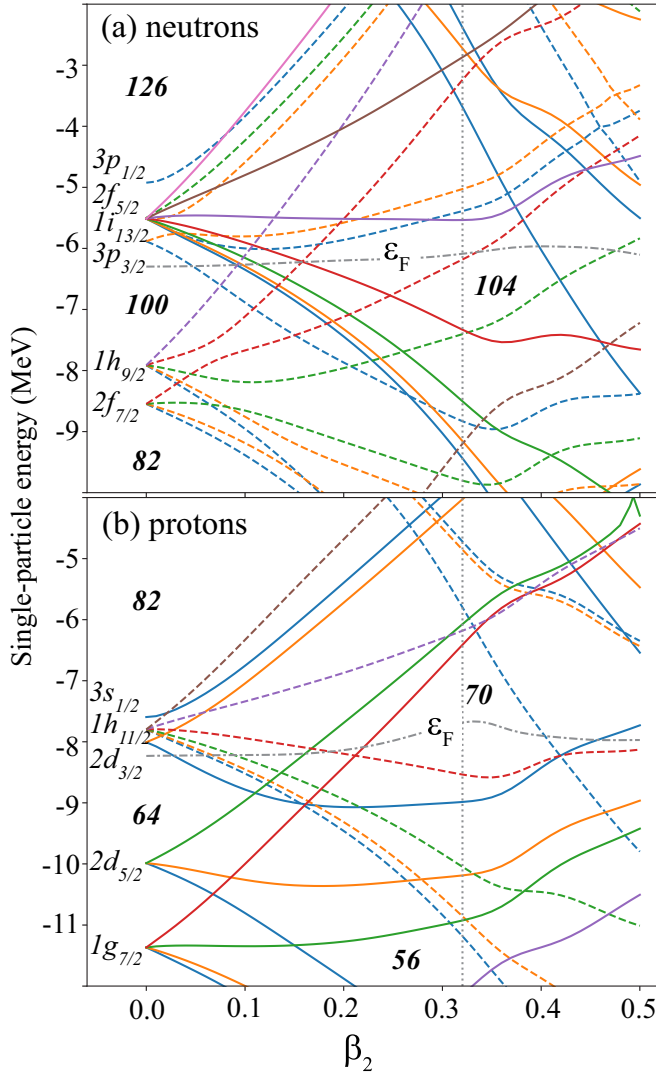 (a) neutrons
-3
126
-4
3p1/2
-5
2f5/2
1i13/2
-6
3p3/2
εF
104
100
-7
1h9/2
-8
2f7/2
-9
82
Single-particle energy (MeV)
(b) protons
-5
82
-6
3s1/2
70
-7
1h11/2
εF
2d3/2
-8
64
-9
2d5/2
-10
1g7/2
-11
56
0.0 0.1 0.2 0.3 0.4 0.5
β2